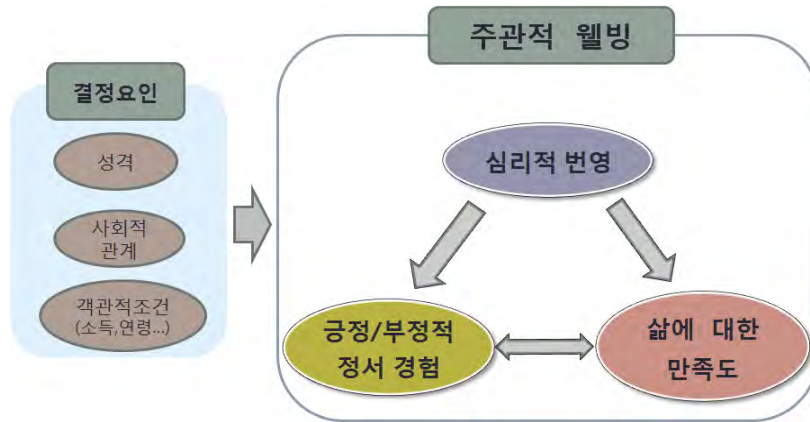 주관적 웰빙
결정요인
성격
사회적
관계
객관적조건
(소득,연령...)
심리적 번영
긍정/부정적
정서 경험
삶에 대한
만족도